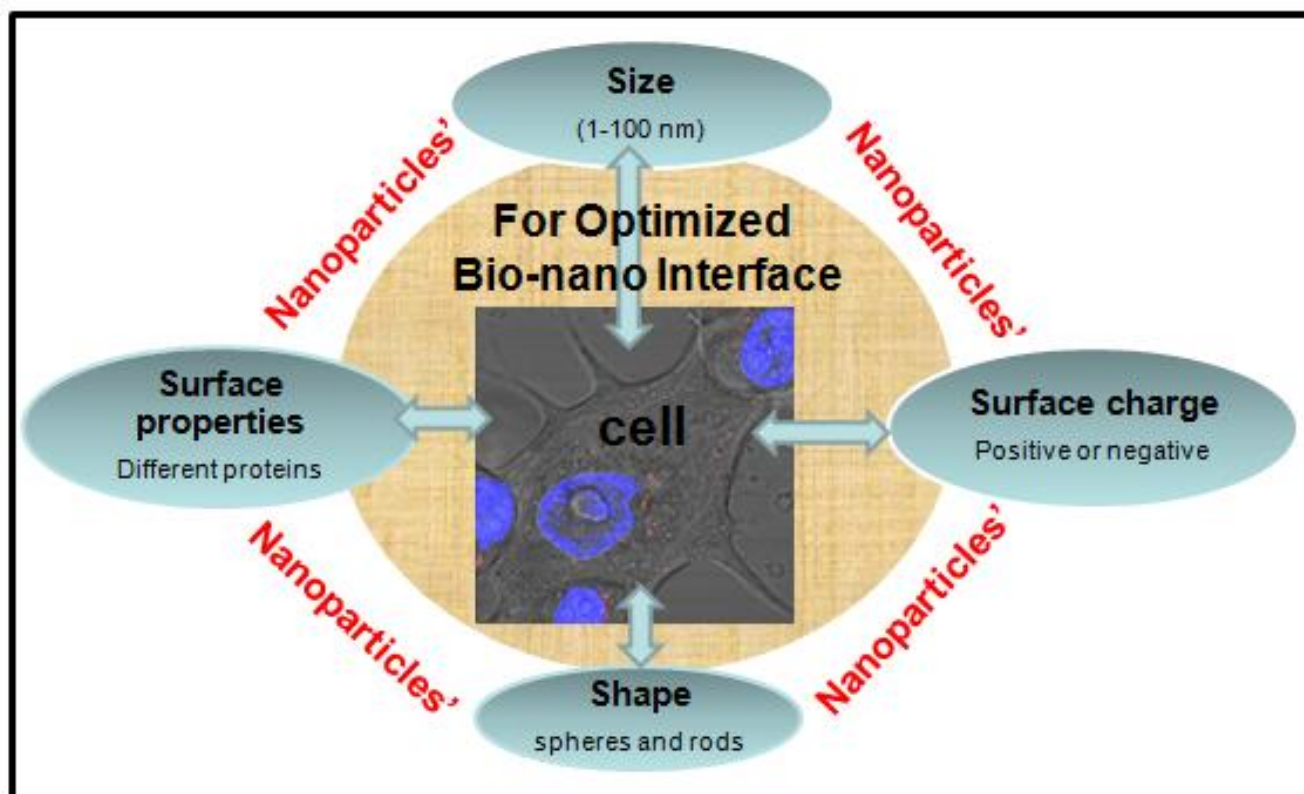 Size
(1-100 nm)
Nanoparticles’
Nanoparticles’
For Optimized
Bio-nano Interface
Surface
properties
Different proteins
cell
Surface charge
Positive or negative
Nanoparticles’
Nanoparticles’
Shape
spheres and rods